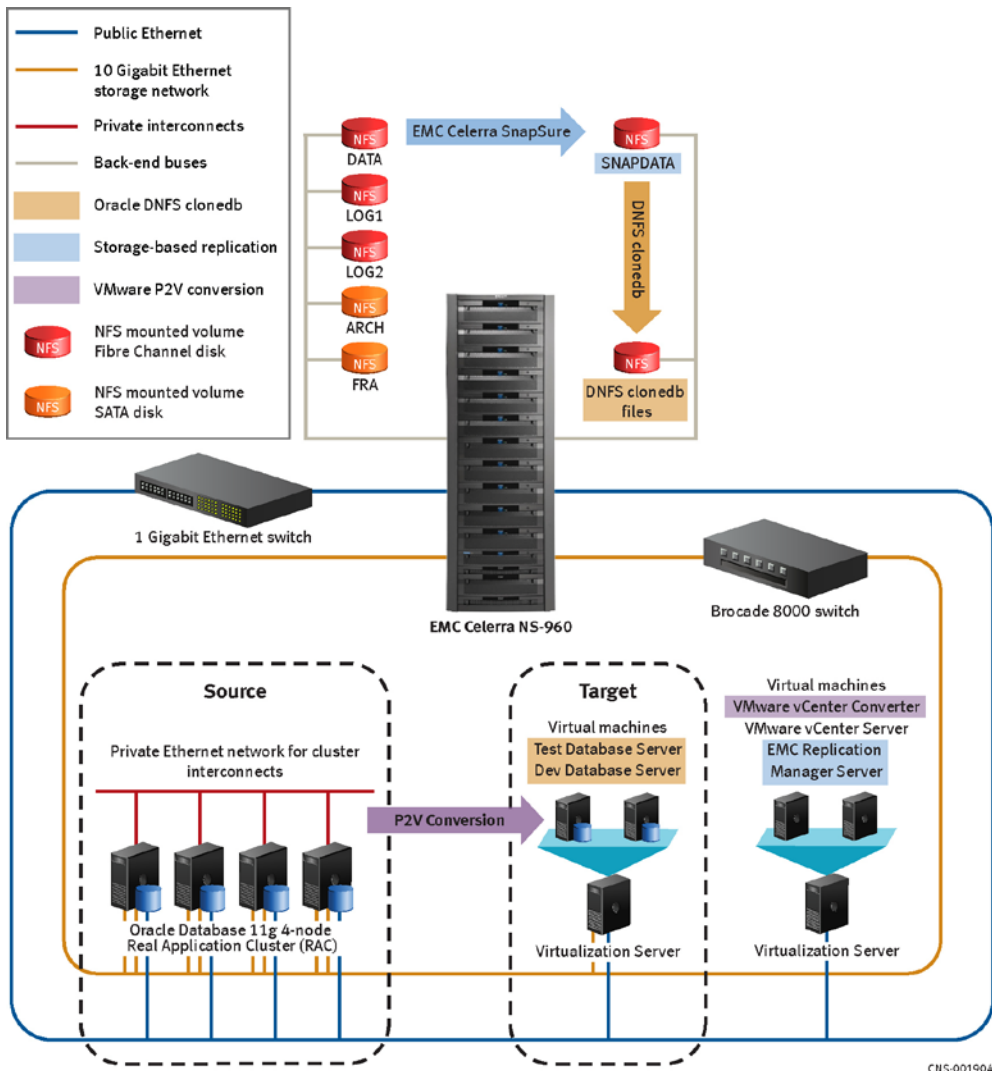 Public Ethernet
10 Gigabit Ethernet
storage network
Private interconnects
Back-end buses
Oracle DNFS clonedb
Storage-based replication
VMware P2V conversion
NFS
NFS mounted volume
Fibre Channel disk
NFS
NFS mounted volume
SATA disk
NFS
DATA
EMC Celerra SnapSure
NFS
SNAPDATA
NFS
LOG1
NFS
LOG2
NFS
ARCH
NFS
FRA
DNFS clonedb
NFS
DNFS clonedb
files
1 Gigabit Ethernet switch
EMC Celerra NS-960
Brocade 8000 switch
Source
Private Ethernet network for cluster
interconnects
Oracle Database 11g 4-node
Real Application Cluster (RAC)
P2V Conversion
Target
Virtual machines
Test Database Server
Dev Database Server
Virtualization Server
Virtual machines
VMware vCenter Converter
VMware vCenter Server
EMC Replication
Manager Server
Virtualization Server
CNS-001904